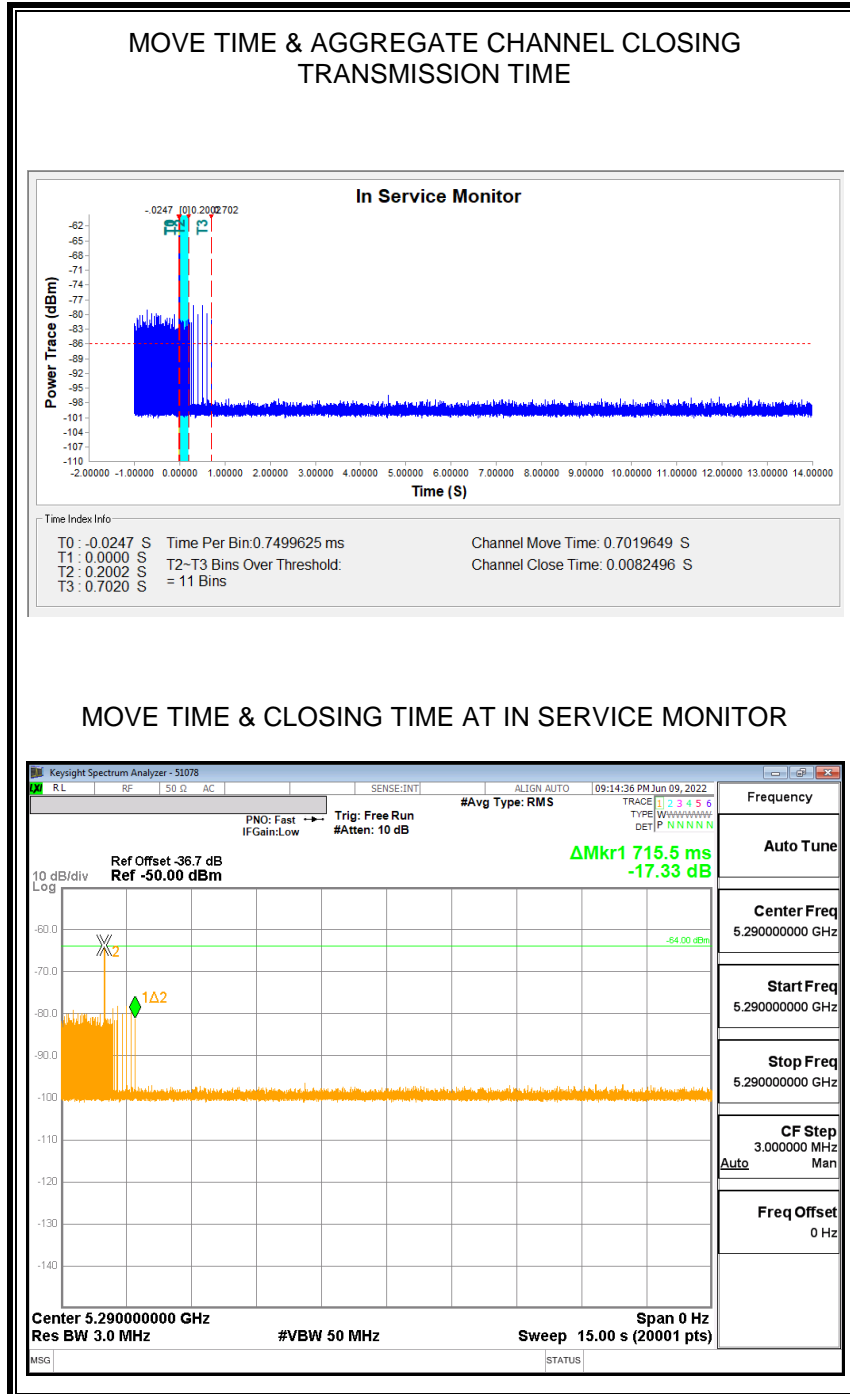 MOVE TIME & AGGREGATE CHANNEL CLOSING
TRANSMISSION TIME
In Service Monitor
T0
T2
T3
-62
-65
-68
-71
-74
-77
-80
-83
-86
-89
-92
-95
-98
-101
-104
-107
-110
Power Trace (dBm)
-2.00000 -1.00000 0.00000 1.00000 2.00000 3.00000 4.00000 5.00000 6.00000 7.00000 8.00000 9.00000 10.00000 11.00000 12.00000 13.00000 14.00000
Time (S)
Time Index Info
T0 : -0.0247 S Time Per Bin:0.7499625 ms Channel Move Time: 0.7019649 S
T1 : 0.0000 S
T2 : 0.2002 S T2~T3 Bins Over Threshold: Channel Close Time: 0.0082496 S
T3 : 0.7020 S = 11 Bins
MOVE TIME & CLOSING TIME AT IN SERVICE MONITOR
Keysight Spectrum Analyzer - 51078
LXI RL RF 50 Ω AC SENSE:INT ALIGN AUTO 09:14:36 PM Jun 09, 2022
#Avg Type: RMS TRACE 1 2 3 4 5 6
PNO: Fast Trig: Free Run TYPE WWWWWW
IFGain:Low #Atten: 10 dB DET P N N N N N
ΔMkr1 715.5 ms
-17.33 dB
Ref Offset -36.7 dB
10 dB/div Ref -50.00 dBm
Log
-60.0
-70.0
-80.0
-90.0
-100
-110
-120
-130
-140
-64.00 dBm
2
1Δ2
Center 5.290000000 GHz Span 0 Hz
Res BW 3.0 MHz #VBW 50 MHz Sweep 15.00 s (20001 pts)
MSG STATUS
Frequency
Auto Tune
Center Freq
5.290000000 GHz
Start Freq
5.290000000 GHz
Stop Freq
5.290000000 GHz
CF Step
3.000000 MHz
Auto Man
Freq Offset
0 Hz